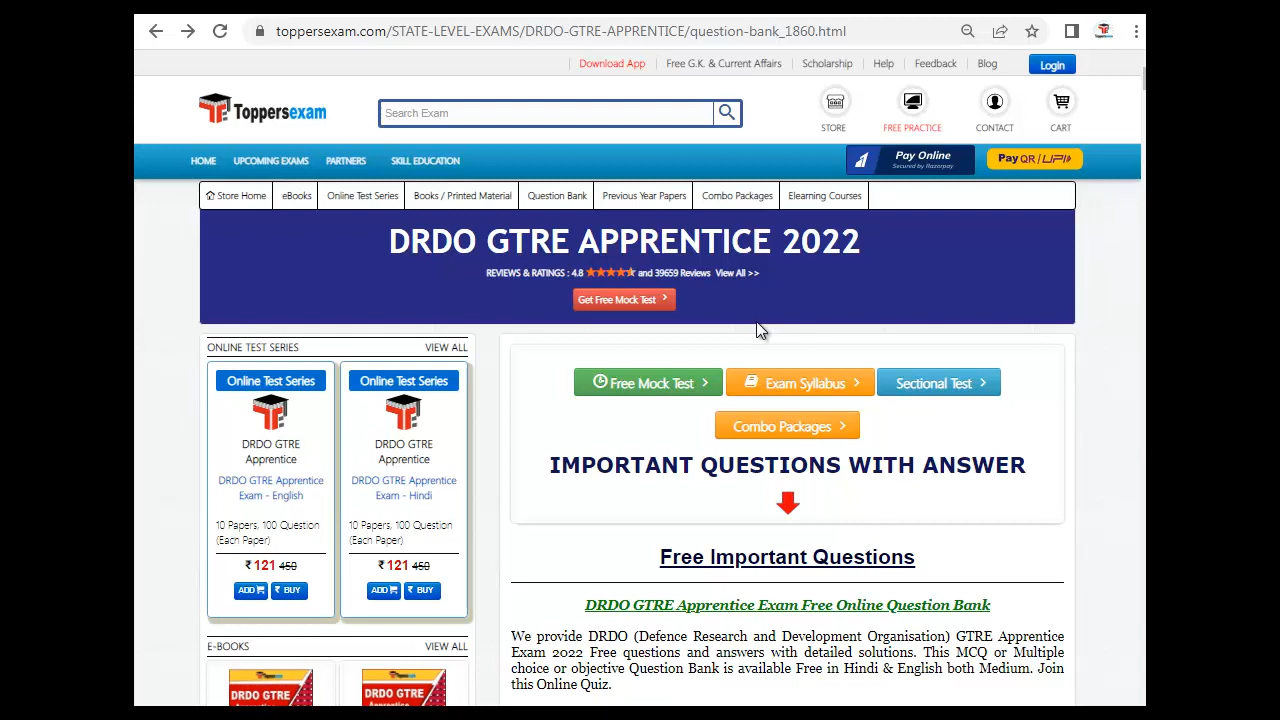 toppersexam.com/STATE-LEVEL-EXAMS/DRDO-GTRE-APPRENTICE/question-bank_1860.html
Download App Free G.K. & Current Affairs Scholarship Help Feedback Blog Login
Toppersexam
Search Exam
STORE FREE PRACTICE CONTACT CART
HOME UPCOMING EXAMS PARTNERS SKILL EDUCATION
Pay Online
Secured by Razorpay
Pay QR / UPI
Store Home eBooks Online Test Series Books / Printed Material Question Bank Previous Year Papers Combo Packages Elearning Courses
DRDO GTRE APPRENTICE 2022
REVIEWS & RATINGS : 4.8 and 39659 Reviews View All >>
Get Free Mock Test
ONLINE TEST SERIES VIEW ALL
Online Test Series
DRDO GTRE
Apprentice
DRDO GTRE Apprentice
Exam - English
10 Papers, 100 Question
(Each Paper)
₹ 121 450
ADD ₹ BUY
Online Test Series
DRDO GTRE
Apprentice
DRDO GTRE Apprentice
Exam - Hindi
10 Papers, 100 Question
(Each Paper)
₹ 121 450
ADD ₹ BUY
E-BOOKS VIEW ALL
DRDO GTRE
DRDO GTRE
Free Mock Test Exam Syllabus Sectional Test
Combo Packages
IMPORTANT QUESTIONS WITH ANSWER
Free Important Questions
DRDO GTRE Apprentice Exam Free Online Question Bank
We provide DRDO (Defence Research and Development Organisation) GTRE Apprentice
Exam 2022 Free questions and answers with detailed solutions. This MCQ or Multiple
choice or objective Question Bank is available Free in Hindi & English both Medium. Join
this Online Quiz.